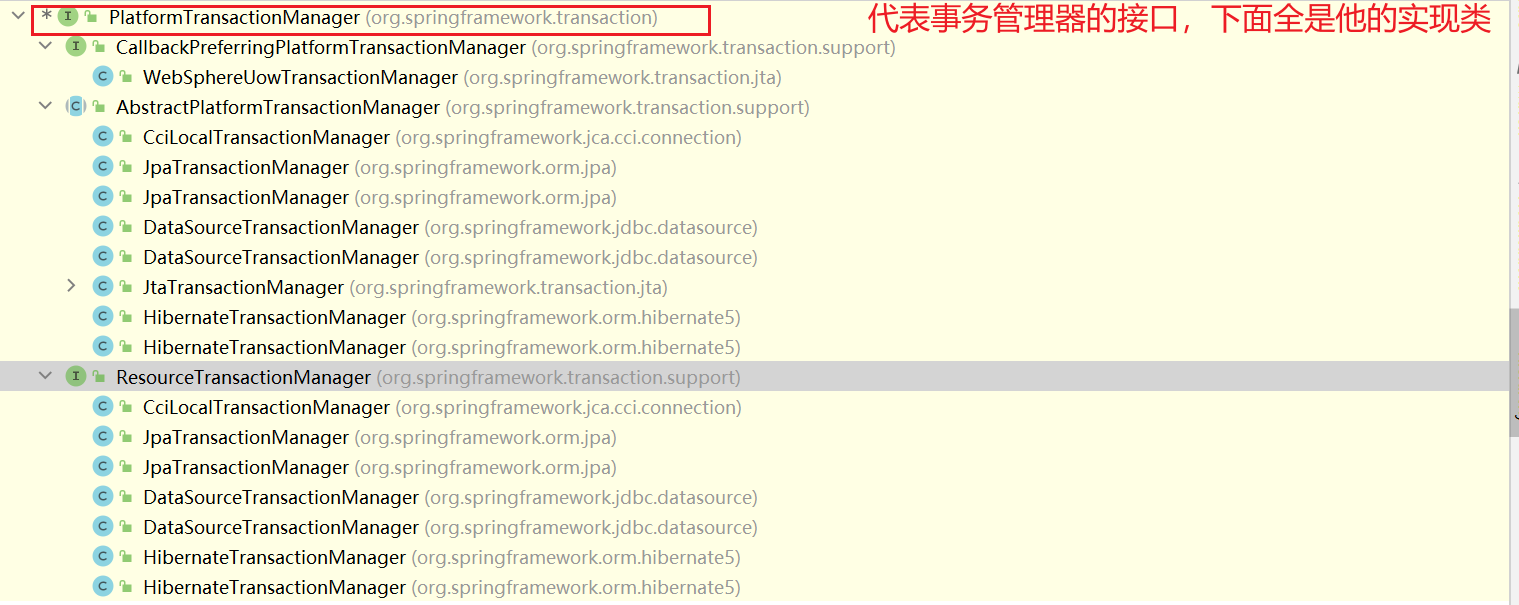 * I PlatformTransactionManager (org.springframework.transaction) 代表事务管理器的接口，下面全是他的实现类
I CallbackPreferringPlatformTransactionManager (org.springframework.transaction.support)
C WebSphereUowTransactionManager (org.springframework.transaction.jta)
C AbstractPlatformTransactionManager (org.springframework.transaction.support)
C CciLocalTransactionManager (org.springframework.jca.cci.connection)
C JpaTransactionManager (org.springframework.orm.jpa)
C JpaTransactionManager (org.springframework.orm.jpa)
C DataSourceTransactionManager (org.springframework.jdbc.datasource)
C DataSourceTransactionManager (org.springframework.jdbc.datasource)
C JtaTransactionManager (org.springframework.transaction.jta)
C HibernateTransactionManager (org.springframework.orm.hibernate5)
C HibernateTransactionManager (org.springframework.orm.hibernate5)
I ResourceTransactionManager (org.springframework.transaction.support)
C CciLocalTransactionManager (org.springframework.jca.cci.connection)
C JpaTransactionManager (org.springframework.orm.jpa)
C JpaTransactionManager (org.springframework.orm.jpa)
C DataSourceTransactionManager (org.springframework.jdbc.datasource)
C DataSourceTransactionManager (org.springframework.jdbc.datasource)
C HibernateTransactionManager (org.springframework.orm.hibernate5)
C HibernateTransactionManager (org.springframework.orm.hibernate5)